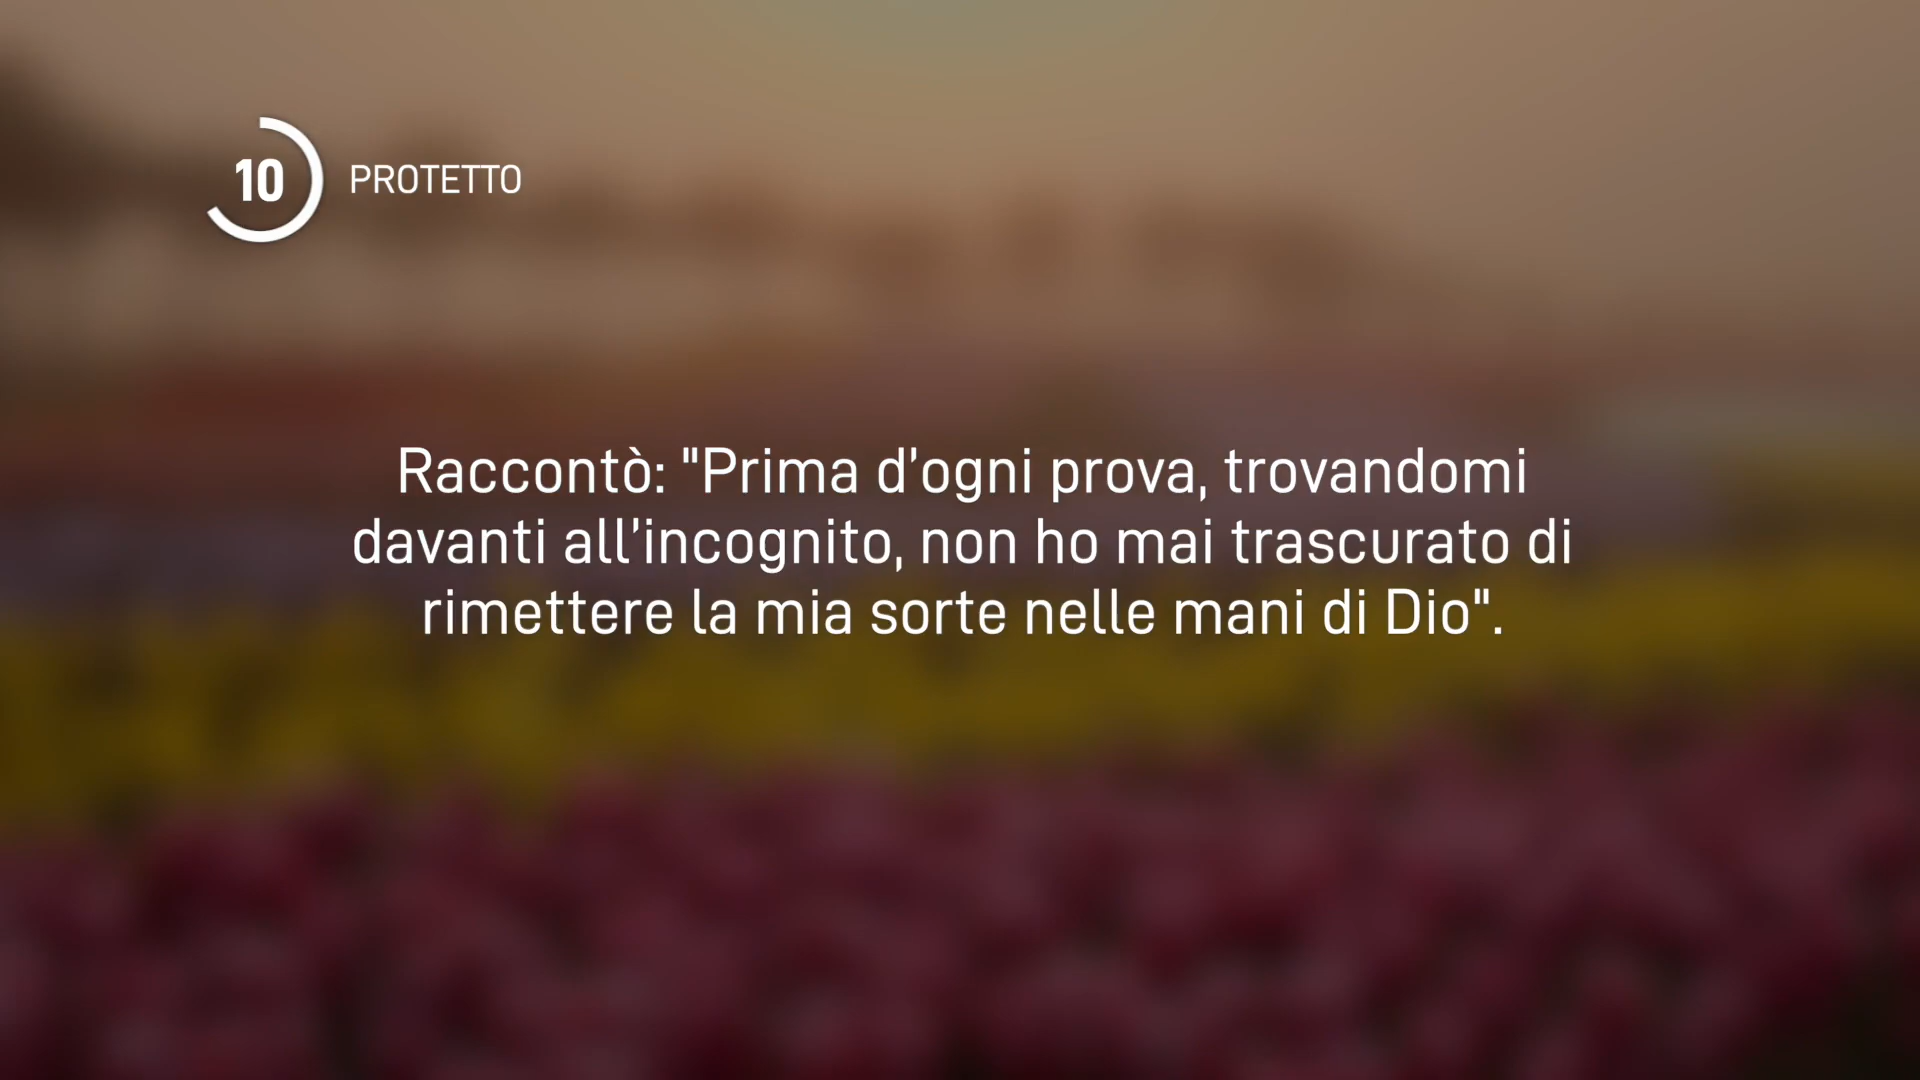 10 PROTETTO
Raccontò: "Prima d’ogni prova, trovandomi
davanti all’incognito, non ho mai trascurato di
rimettere la mia sorte nelle mani di Dio".